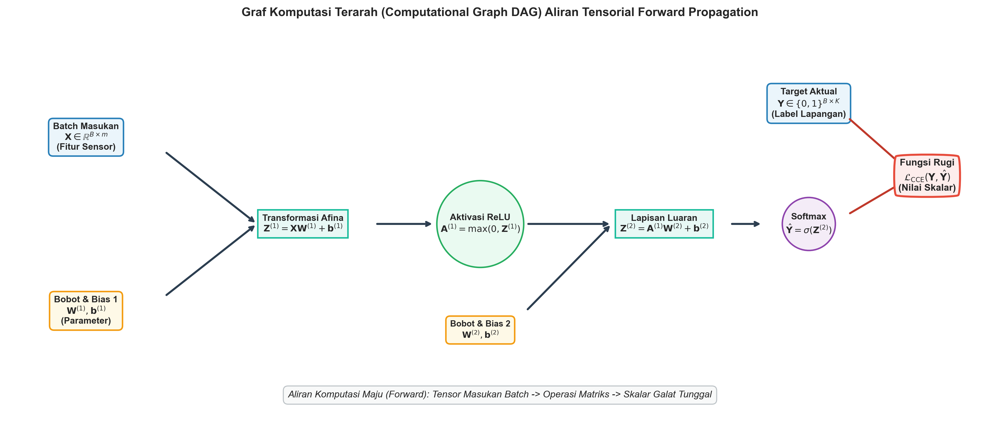 Graf Komputasi Terarah (Computational Graph DAG) Aliran Tensorial Forward Propagation
Batch Masukan
X ∈ ℝ^{B × m}
(Fitur Sensor)
Bobot & Bias 1
W^{(1)}, b^{(1)}
(Parameter)
Transformasi Afina
Z^{(1)} = XW^{(1)} + b^{(1)}
Aktivasi ReLU
A^{(1)} = max(0, Z^{(1)})
Bobot & Bias 2
W^{(2)}, b^{(2)}
Lapisan Luaran
Z^{(2)} = A^{(1)}W^{(2)} + b^{(2)}
Softmax
Ŷ = σ(Z^{(2)})
Target Aktual
Y ∈ {0, 1}^{B × K}
(Label Lapangan)
Fungsi Rugi
ℒ_{CCE}(Y, Ŷ)
(Nilai Skalar)
Aliran Komputasi Maju (Forward): Tensor Masukan Batch -> Operasi Matriks -> Skalar Galat Tunggal